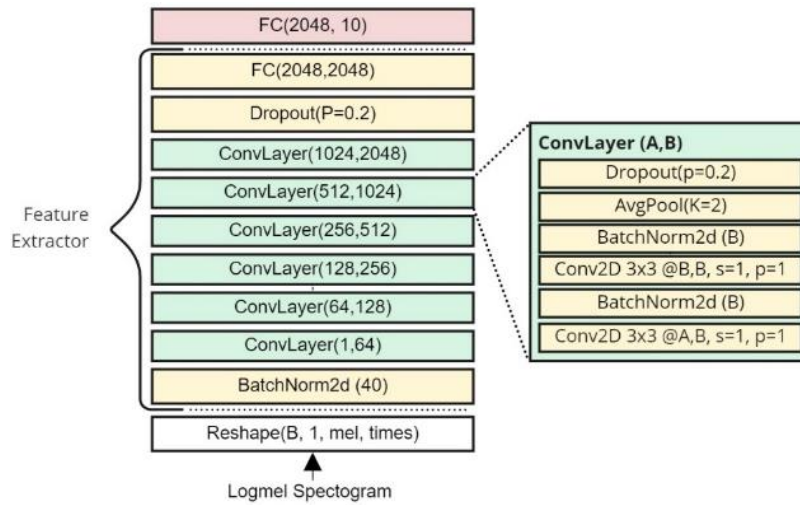 FC(2048, 10)
FC(2048,2048)
Dropout(P=0.2)
ConvLayer(1024,2048)
ConvLayer(512,1024)
ConvLayer(256,512)
ConvLayer(128,256)
ConvLayer(64,128)
ConvLayer(1,64)
BatchNorm2d (40)
Reshape(B, 1, mel, times)
Logmel Spectogram
Feature
Extractor
ConvLayer (A,B)
Dropout(p=0.2)
AvgPool(K=2)
BatchNorm2d (B)
Conv2D 3x3 @B,B, s=1, p=1
BatchNorm2d (B)
Conv2D 3x3 @A,B, s=1, p=1